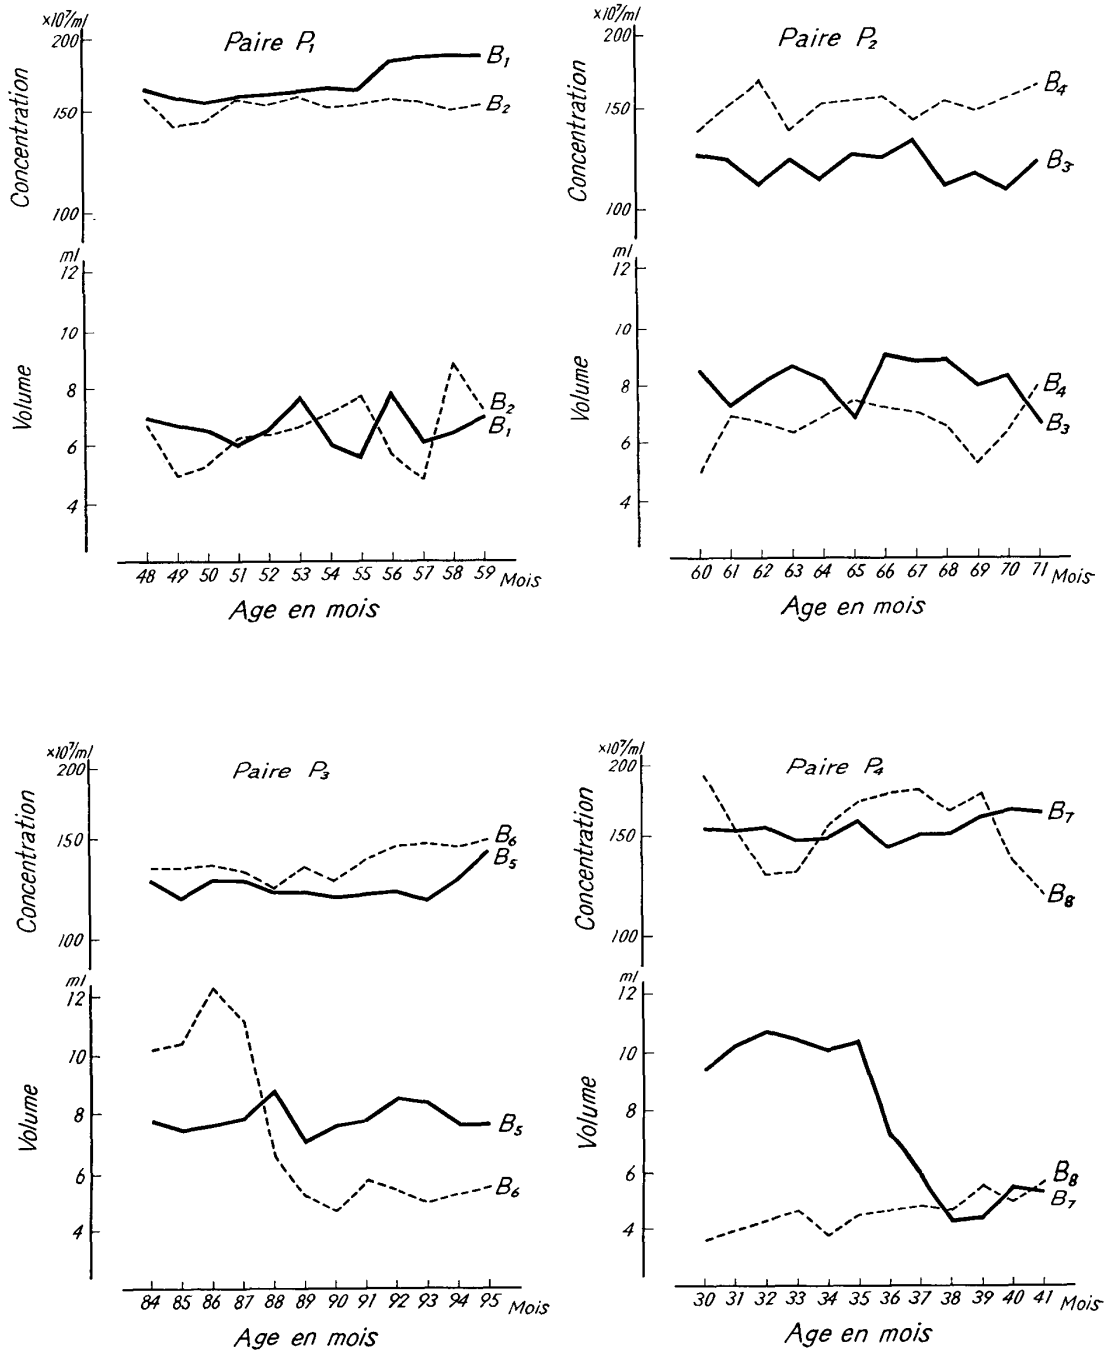 ×10⁷/ml
200
150
100
Concentration
Paire P₁
B₁
B₂
ml
12
10
8
6
4
Volume
B₂
B₁
48 49 50 51 52 53 54 55 56 57 58 59 Mois
Age en mois
×10⁷/ml
200
150
100
Concentration
Paire P₂
B₄
B₃
ml
12
10
8
6
4
Volume
B₄
B₃
60 61 62 63 64 65 66 67 68 69 70 71 Mois
Age en mois
×10⁷/ml
200
150
100
Concentration
Paire P₃
B₆
B₅
ml
12
10
8
6
4
Volume
B₅
B₆
84 85 86 87 88 89 90 91 92 93 94 95 Mois
Age en mois
×10⁷/ml
200
150
100
Concentration
Paire P₄
B₇
B₈
ml
12
10
8
6
4
Volume
B₈
B₇
30 31 32 33 34 35 36 37 38 39 40 41 Mois
Age en mois